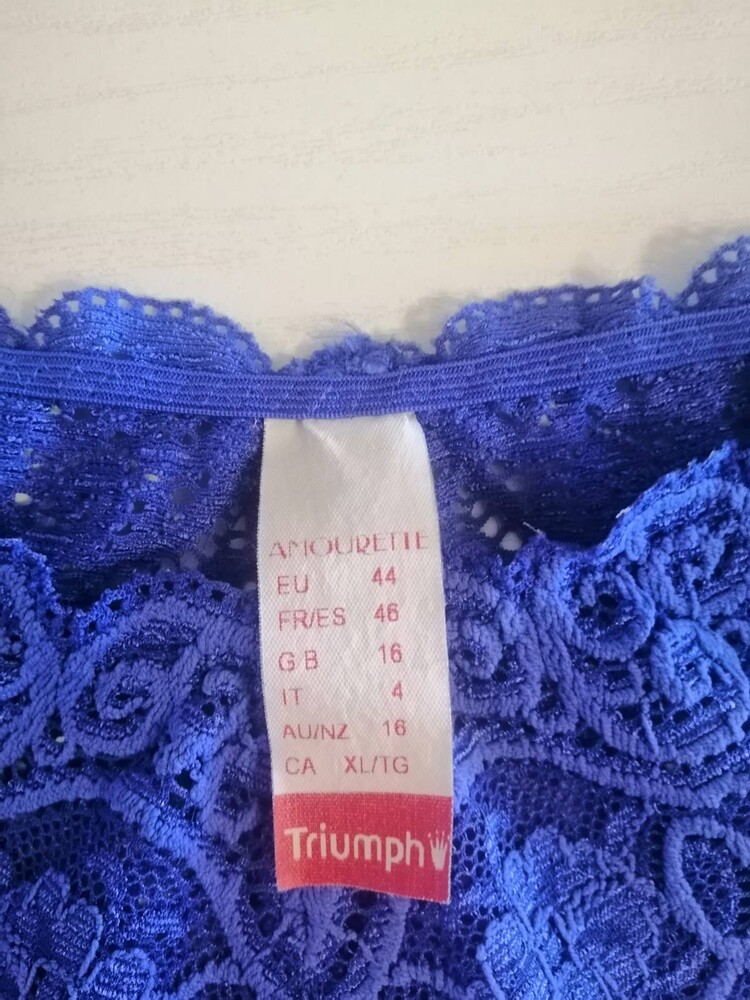 AMOURETTE
EU 44
FR/ES 46
GB 16
IT 4
AU/NZ 16
CA XL/TG
Triumph